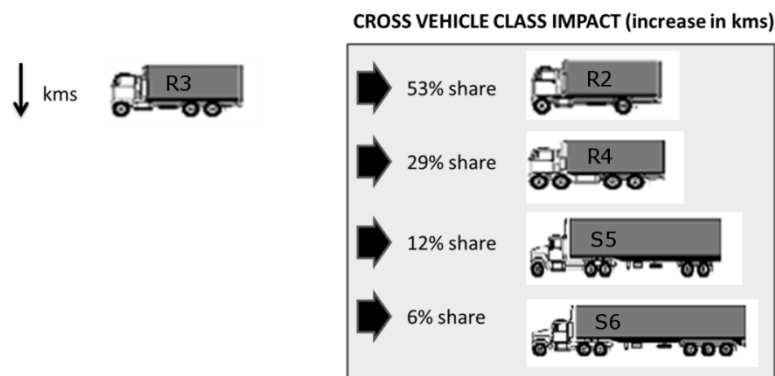 CROSS VEHICLE CLASS IMPACT (increase in kms)
kms
R3
53% share
R2
29% share
R4
12% share
S5
6% share
S6